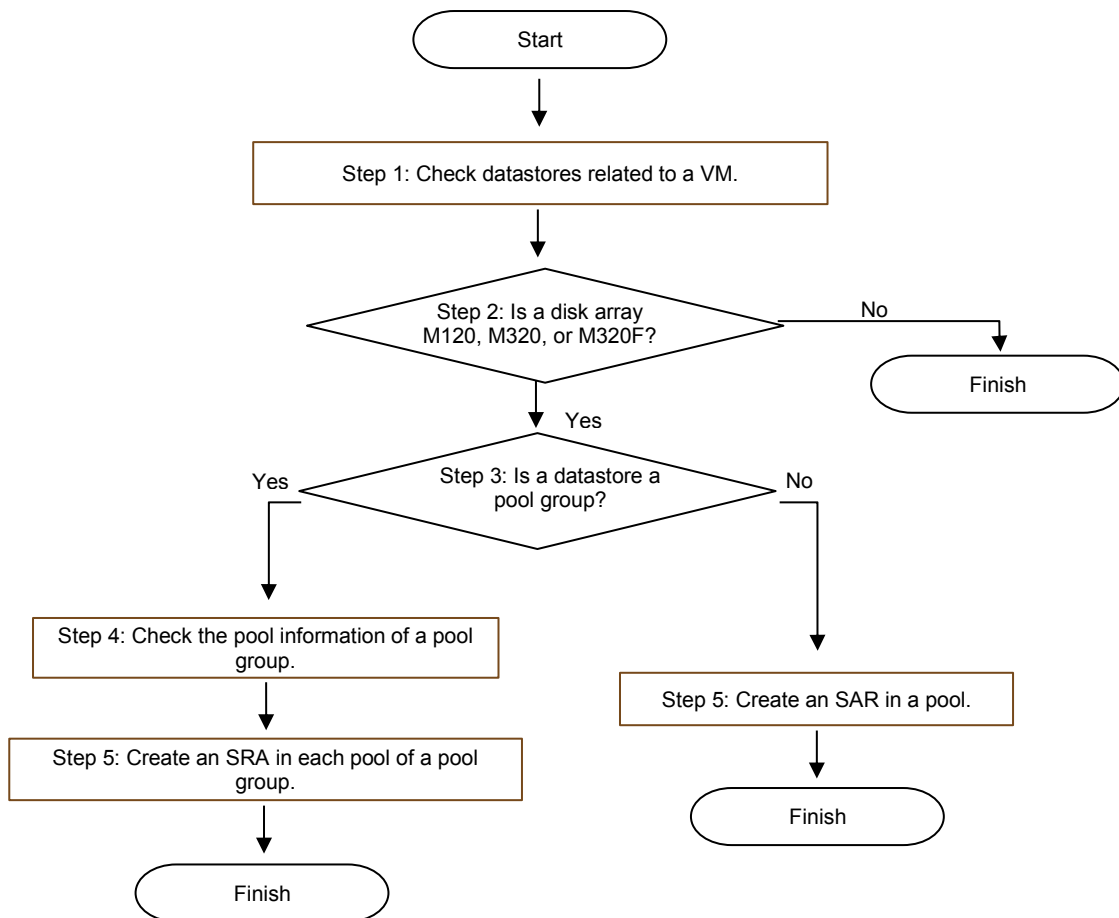 Start
Step 1: Check datastores related to a VM.
Step 2: Is a disk array
M120, M320, or M320F?
No
Finish
Yes
Step 3: Is a datastore a
pool group?
Yes
No
Step 4: Check the pool information of a pool
group.
Step 5: Create an SAR in a pool.
Step 5: Create an SRA in each pool of a pool
group.
Finish
Finish